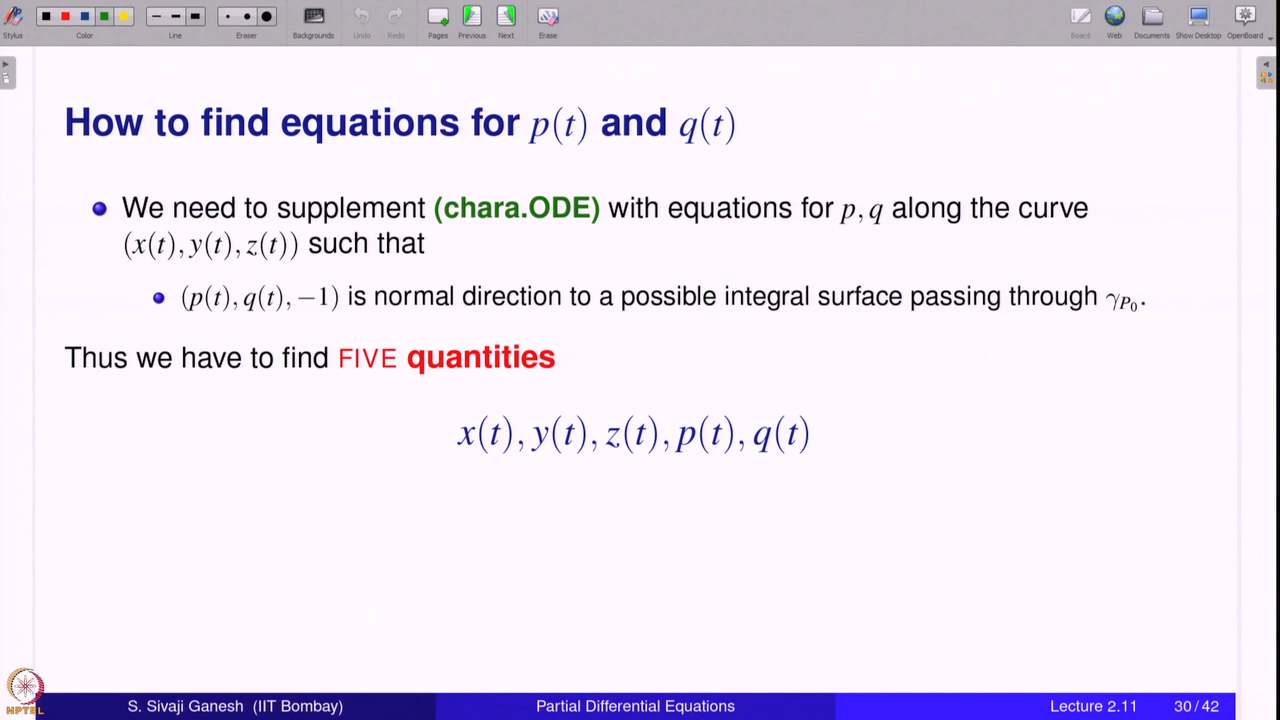 Stylus Color Line Eraser Backgrounds Undo Redo Pages Previous Next Erase Board Web Documents Show Desktop OpenBoard
How to find equations for p(t) and q(t)
We need to supplement (chara.ODE) with equations for p, q along the curve
(x(t), y(t), z(t)) such that
(p(t), q(t), −1) is normal direction to a possible integral surface passing through γ_{P_0}.
Thus we have to find FIVE quantities
x(t), y(t), z(t), p(t), q(t)
NPTEL
S. Sivaji Ganesh (IIT Bombay) Partial Differential Equations Lecture 2.11 30/42